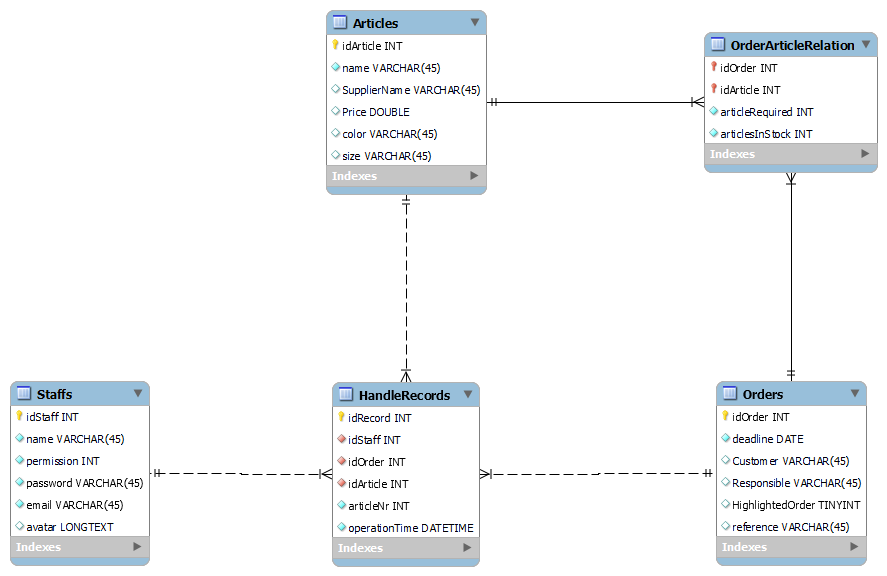 Articles
idArticle INT
name VARCHAR(45)
SupplierName VARCHAR(45)
Price DOUBLE
color VARCHAR(45)
size VARCHAR(45)
Indexes
OrderArticleRelation
idOrder INT
idArticle INT
articleRequired INT
articlesInStock INT
Indexes
Staffs
idStaff INT
name VARCHAR(45)
permission INT
password VARCHAR(45)
email VARCHAR(45)
avatar LONGTEXT
Indexes
HandleRecords
idRecord INT
idStaff INT
idOrder INT
idArticle INT
articleNr INT
operationTime DATETIME
Indexes
Orders
idOrder INT
deadline DATE
Customer VARCHAR(45)
Responsible VARCHAR(45)
HighlightedOrder TINYINT
reference VARCHAR(45)
Indexes